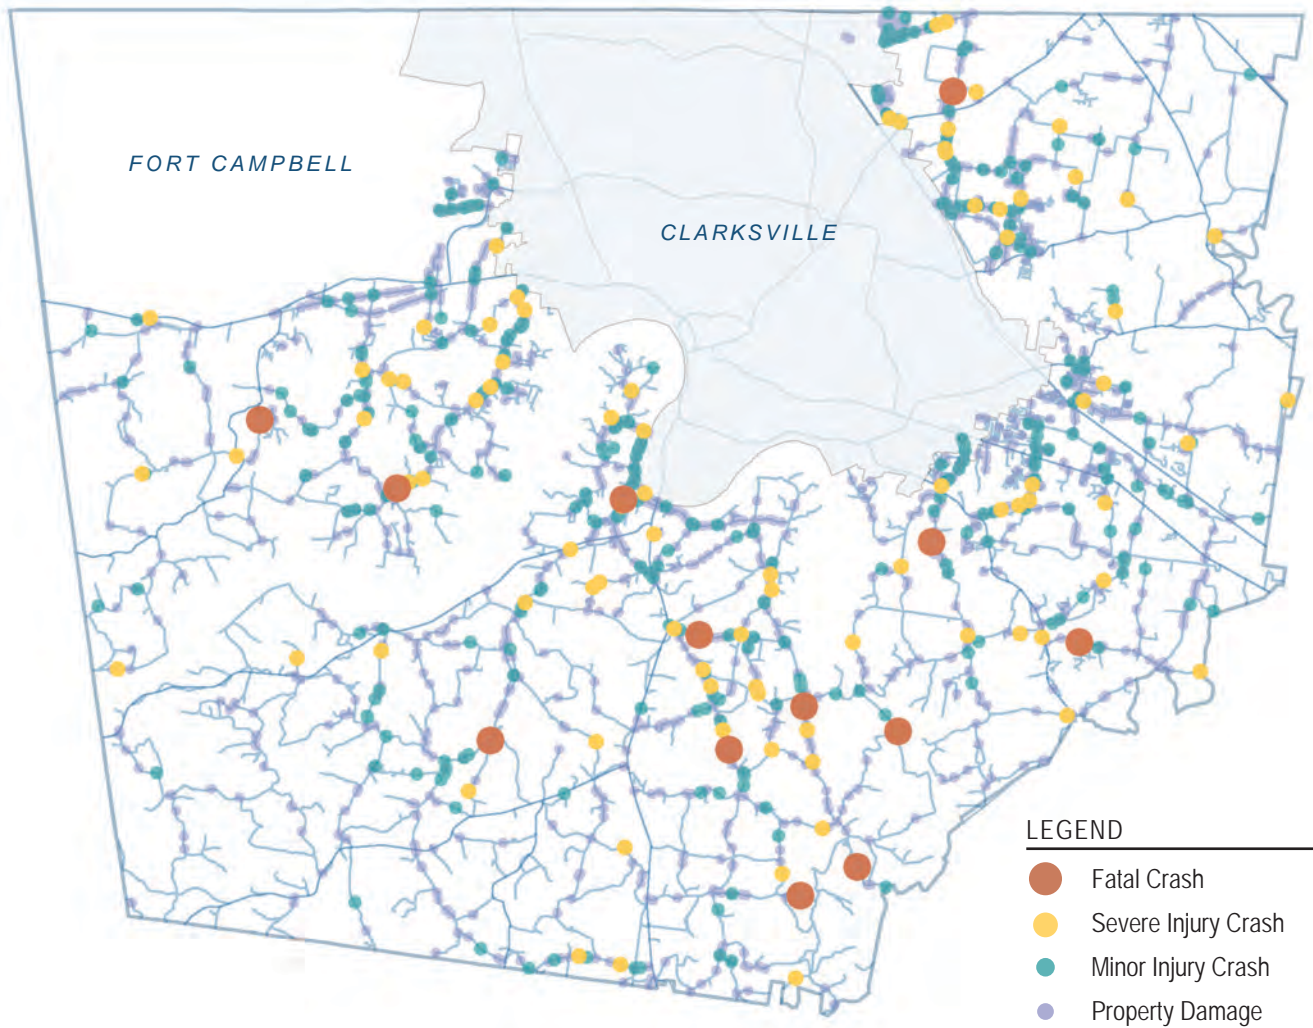 FORT CAMPBELL
CLARKSVILLE
LEGEND
Fatal Crash
Severe Injury Crash
Minor Injury Crash
Property Damage